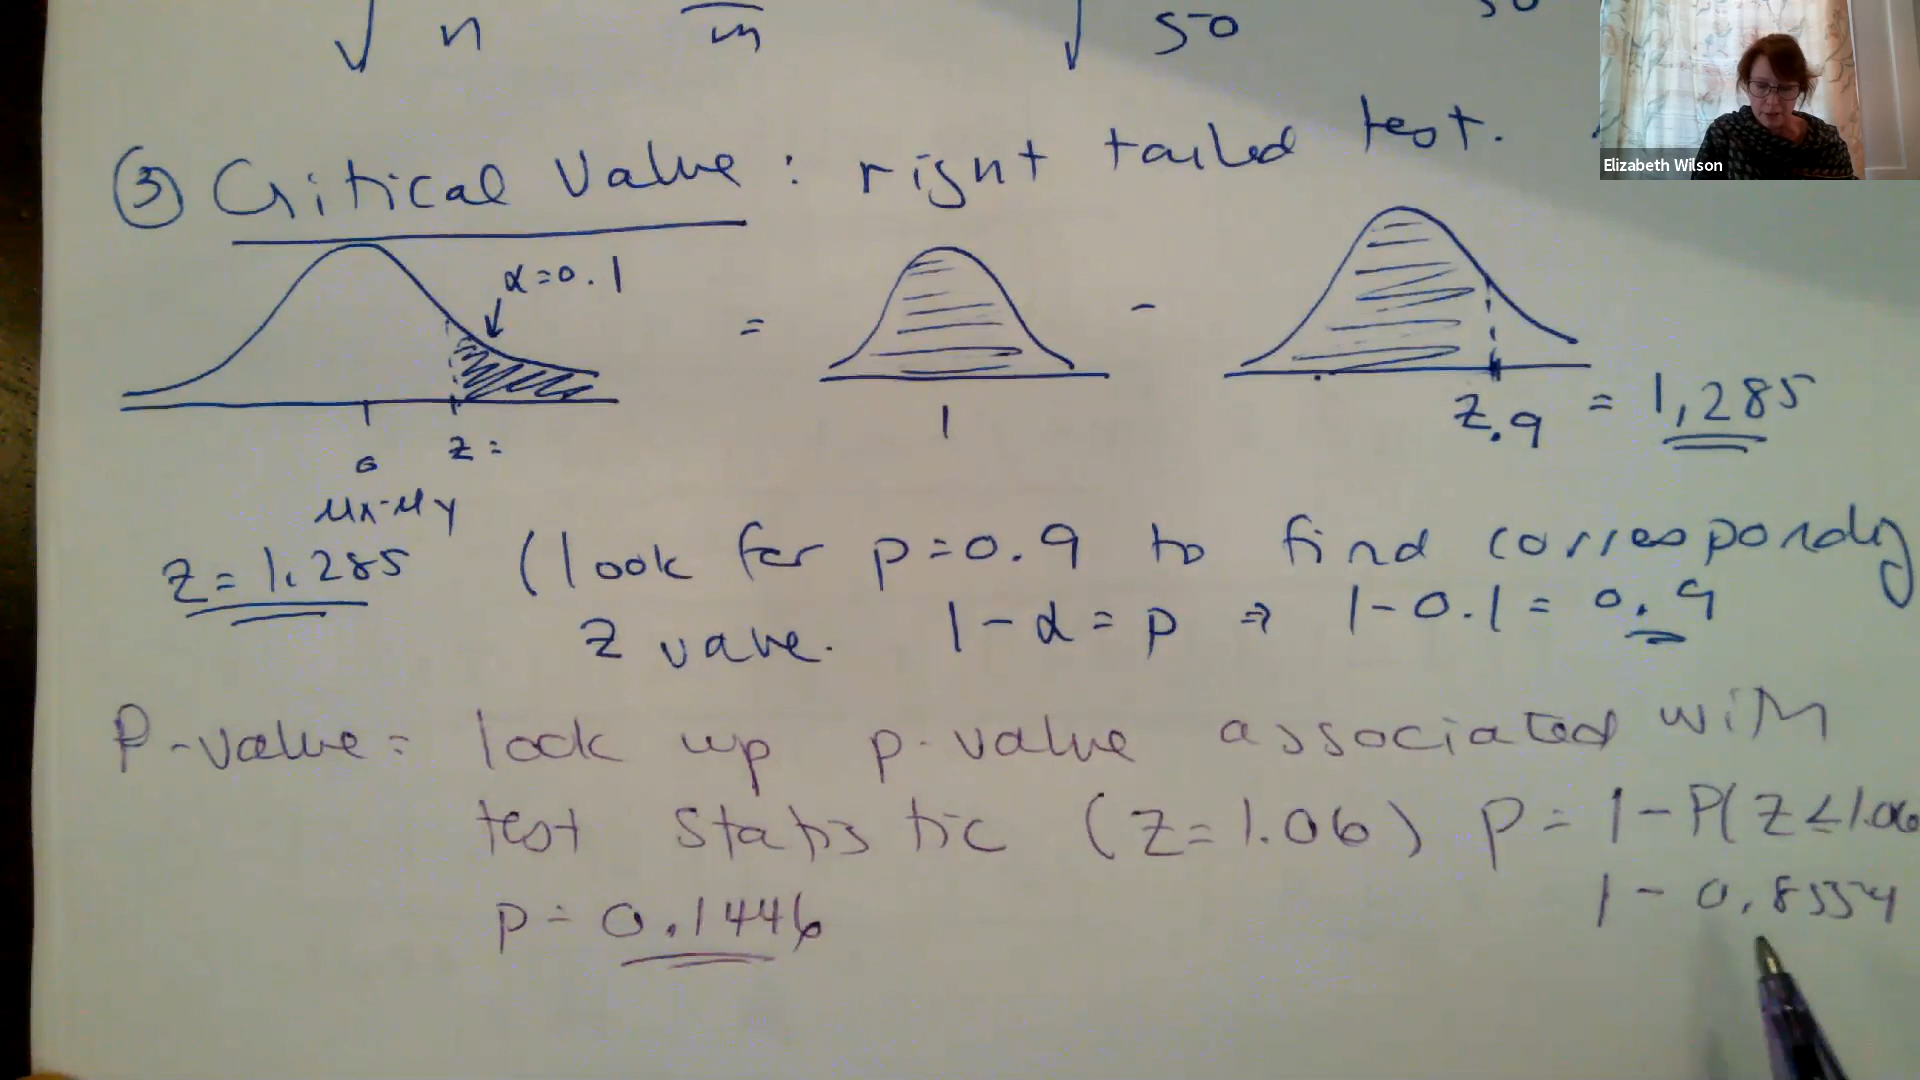 √ n m √ 50 50
Elizabeth Wilson
③ Critical Value : right tailed test.
α=0.1
= -
0 z = 1 z.9 = 1,285
μx-μy
z=1.285 (look for p=0.9 to find corresponding
z value. 1-α=p ⇒ 1-0.1= 0.9
P-value= look up p-value associated with
test statistic (z=1.06) p= 1-P(Z≤1.06
p= 0.1446 1-0.8554